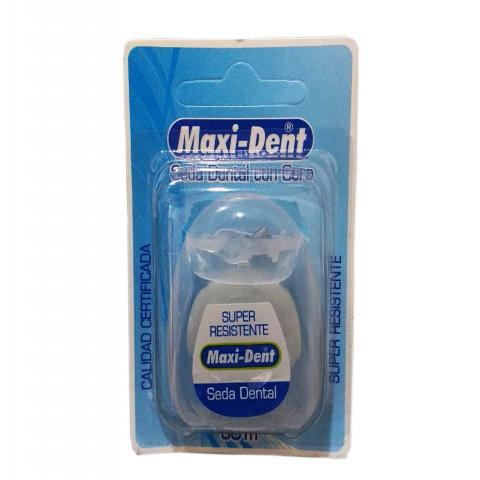 Maxi-Dent®
Seda Dental con Cera
CALIDAD CERTIFICADA
SUPER RESISTENTE
SUPER
RESISTENTE
Maxi-Dent
Seda Dental